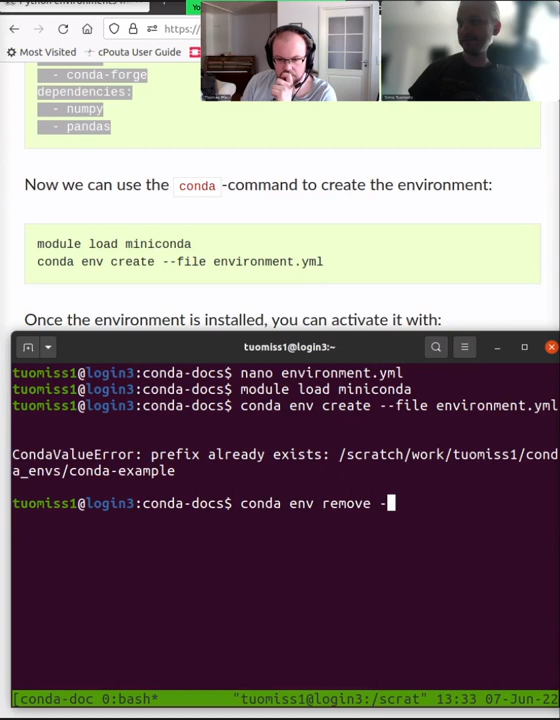 Python environments
https://
Most Visited
cPouta User Guide
- conda-forge
dependencies:
- numpy
- pandas
Now we can use the conda-command to create the environment:
module load miniconda
conda env create --file environment.yml
Once the environment is installed, you can activate it with:
tuomiss1@login3:~
tuomiss1@login3:conda-docs$ nano environment.yml
tuomiss1@login3:conda-docs$ module load miniconda
tuomiss1@login3:conda-docs$ conda env create --file environment.yml
CondaValueError: prefix already exists: /scratch/work/tuomiss1/cond
a_envs/conda-example
tuomiss1@login3:conda-docs$ conda env remove -
[conda-doc 0:bash* "tuomiss1@login3:/scrat" 13:33 07-Jun-22